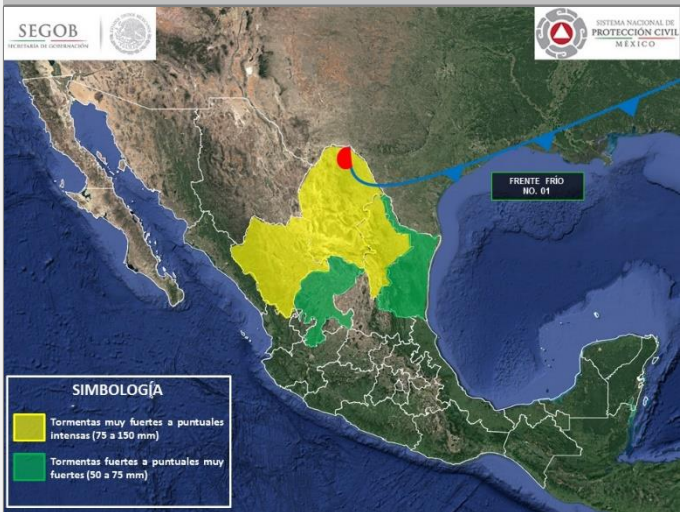 SEGOB
SECRETARÍA DE GOBERNACIÓN
SISTEMA NACIONAL DE
PROTECCIÓN CIVIL
MÉXICO
FRENTE FRÍO
NO. 01
SIMBOLOGÍA
Tormentas muy fuertes a puntuales
intensas (75 a 150 mm)
Tormentas fuertes a puntuales muy
fuertes (50 a 75 mm)